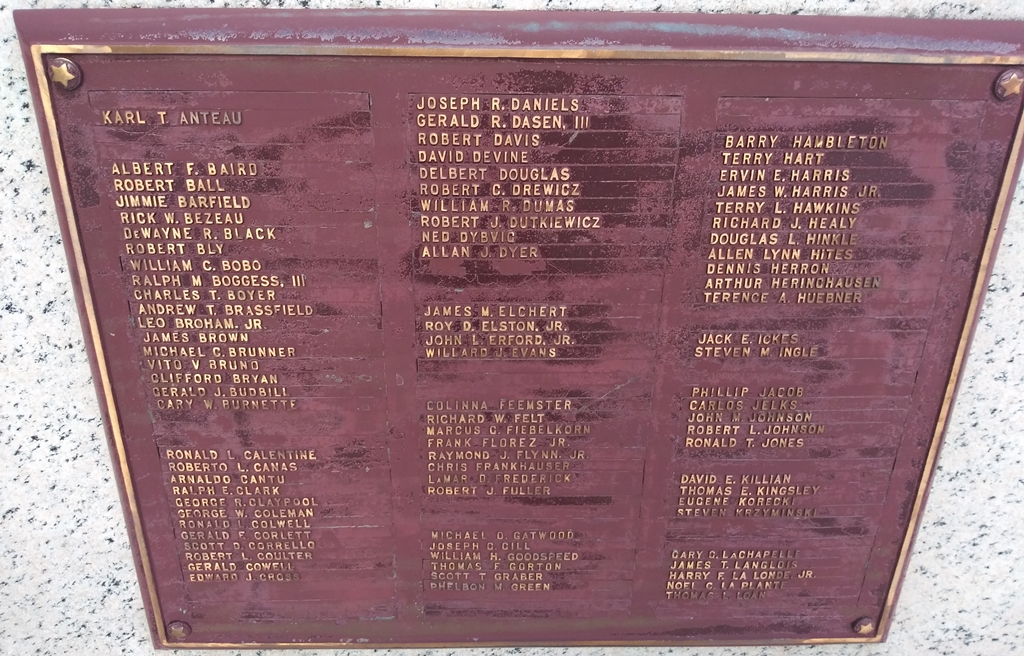 KARL T. ANTEAU
ALBERT F. BAIRD
ROBERT BALL
JIMMIE BARFIELD
RICK W. BEZEAU
DEWAYNE R. BLACK
ROBERT BLY
WILLIAM C. BOBO
RALPH M. BOGGESS, III
CHARLES T. BOYER
ANDREW T. BRASSFIELD
LEO BROHAM, JR.
JAMES BROWN
MICHAEL C. BRUNNER
VITO V. BRUNO
CLIFFORD BRYAN
GERALD J. BUDBILL
GARY W. BURNETTE
RONALD L. CALENTINE
ROBERTO L. CANAS
ARNALDO CANTU
RALPH E. CLARK
GEORGE R. CLAYPOOL
GEORGE W. COLEMAN
RONALD L. COLWELL
GERALD F. CORLETT
SCOTT D. CORRELLO
ROBERT L. COULTER
GERALD COWELL
EDWARD J. CROSS
JOSEPH R. DANIELS
GERALD R. DASEN, III
ROBERT DAVIS
DAVID DEVINE
DELBERT DOUGLAS
ROBERT C. DREWICZ
WILLIAM R. DUMAS
ROBERT J. DUTKIEWICZ
NED DYBVIG
ALLAN J. DYER
JAMES M. ELCHERT
ROY D. ELSTON, JR.
JOHN L. ERFORD, JR.
WILLARD J. EVANS
COLINNA FEEMSTER
RICHARD W. FELT
MARCUS C. FIEBELKORN
FRANK FLOREZ JR.
RAYMOND J. FLYNN, JR.
CHRIS FRANKHAUSER
LAMAR D. FREDERICK
ROBERT J. FULLER
MICHAEL D. GATWOOD
JOSEPH C. GILL
WILLIAM H. GOODSPEED
THOMAS F. GORTON
SCOTT T. GRABER
PHELBON M. GREEN
BARRY HAMBLETON
TERRY HART
ERVIN E. HARRIS
JAMES W. HARRIS JR.
TERRY L. HAWKINS
RICHARD J. HEALY
DOUGLAS L. HINKLE
ALLEN LYNN HITES
DENNIS HERRON
ARTHUR HERINGHAUSEN
TERENCE A. HUEBNER
JACK E. ICKES
STEVEN M. INGLE
PHILLIP JACOB
CARLOS JELKS
JOHN M. JOHNSON
ROBERT L. JOHNSON
RONALD T. JONES
DAVID E. KILLIAN
THOMAS E. KINGSLEY
EUGENE KORECKI
STEVEN KRZYMINSKI
GARY C. LACHAPELLE
JAMES T. LANGLOIS
HARRY F. LA LONDE JR.
NOEL C. LA PLANTE
THOMAS L. LOAN